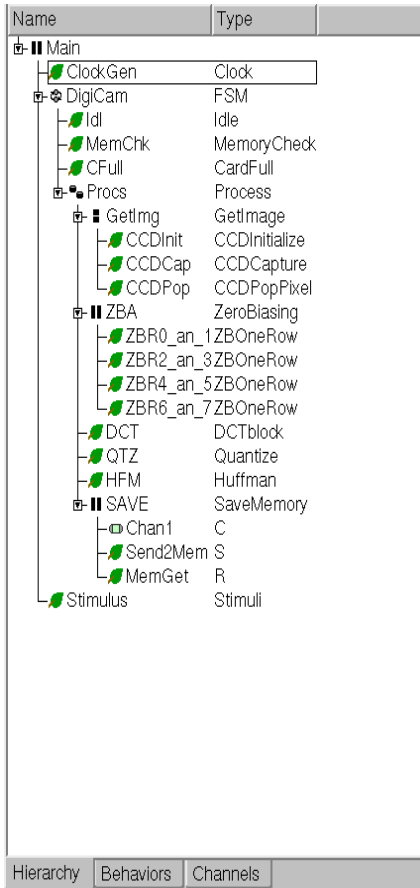 Name Type
Main
ClockGen Clock
DigiCam FSM
Idl Idle
MemChk MemoryCheck
CFull CardFull
Procs Process
GetImg GetImage
CCDInit CCDInitialize
CCDCap CCDCapture
CCDPop CCDPopPixel
ZBA ZeroBiasing
ZBR0_an_1 ZBOneRow
ZBR2_an_3 ZBOneRow
ZBR4_an_5 ZBOneRow
ZBR6_an_7 ZBOneRow
DCT DCTblock
QTZ Quantize
HFM Huffman
SAVE SaveMemory
Chan1 C
Send2Mem S
MemGet R
Stimulus Stimuli
Hierarchy Behaviors Channels